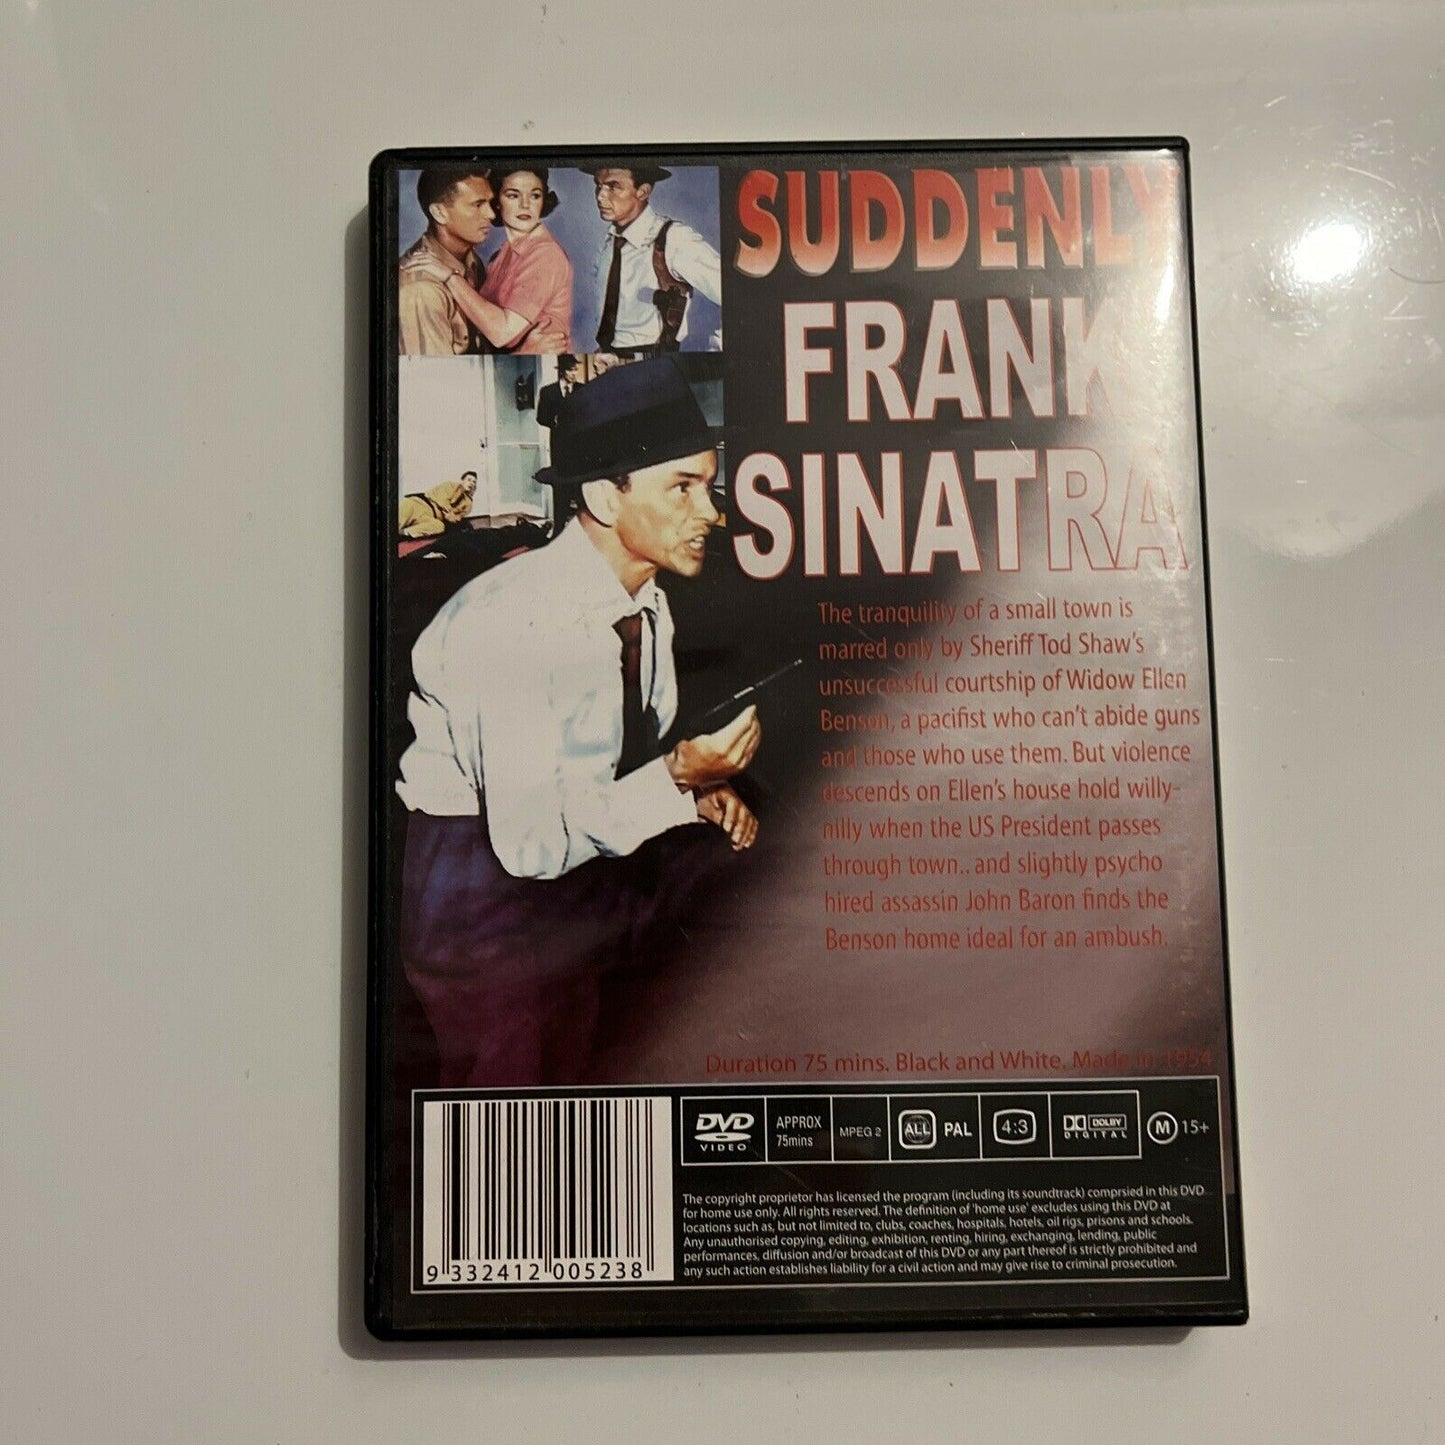 SUDDENLY
FRANK
SINATRA
The tranquility of a small town is
marred only by Sheriff Tod Shaw's
unsuccessful courtship of Widow Ellen
Benson, a pacifist who can't abide guns
and those who use them. But violence
descends on Ellen's house hold willy-
nilly when the US President passes
through town.. and slightly psycho
hired assassin John Baron finds the
Benson home ideal for an ambush.
Duration 75 mins. Black and White. Made in 1954
DVD VIDEO
APPROX
75mins
MPEG 2
ALL PAL
4:3
DOLBY
DIGITAL
M 15+
The copyright proprietor has licensed the program (including its soundtrack) comprsied in this DVD
for home use only. All rights reserved. The definition of 'home use' excludes using this DVD at
locations such as, but not limited to, clubs, coaches, hospitals, hotels, oil rigs, prisons and schools.
Any unauthorised copying, editing, exhibition, renting, hiring, exchanging, lending, public
performances, diffusion and/or broadcast of this DVD or any part thereof is strictly prohibited and
any such action establishes liability for a civil action and may give rise to criminal prosecution.
9 332412 005238